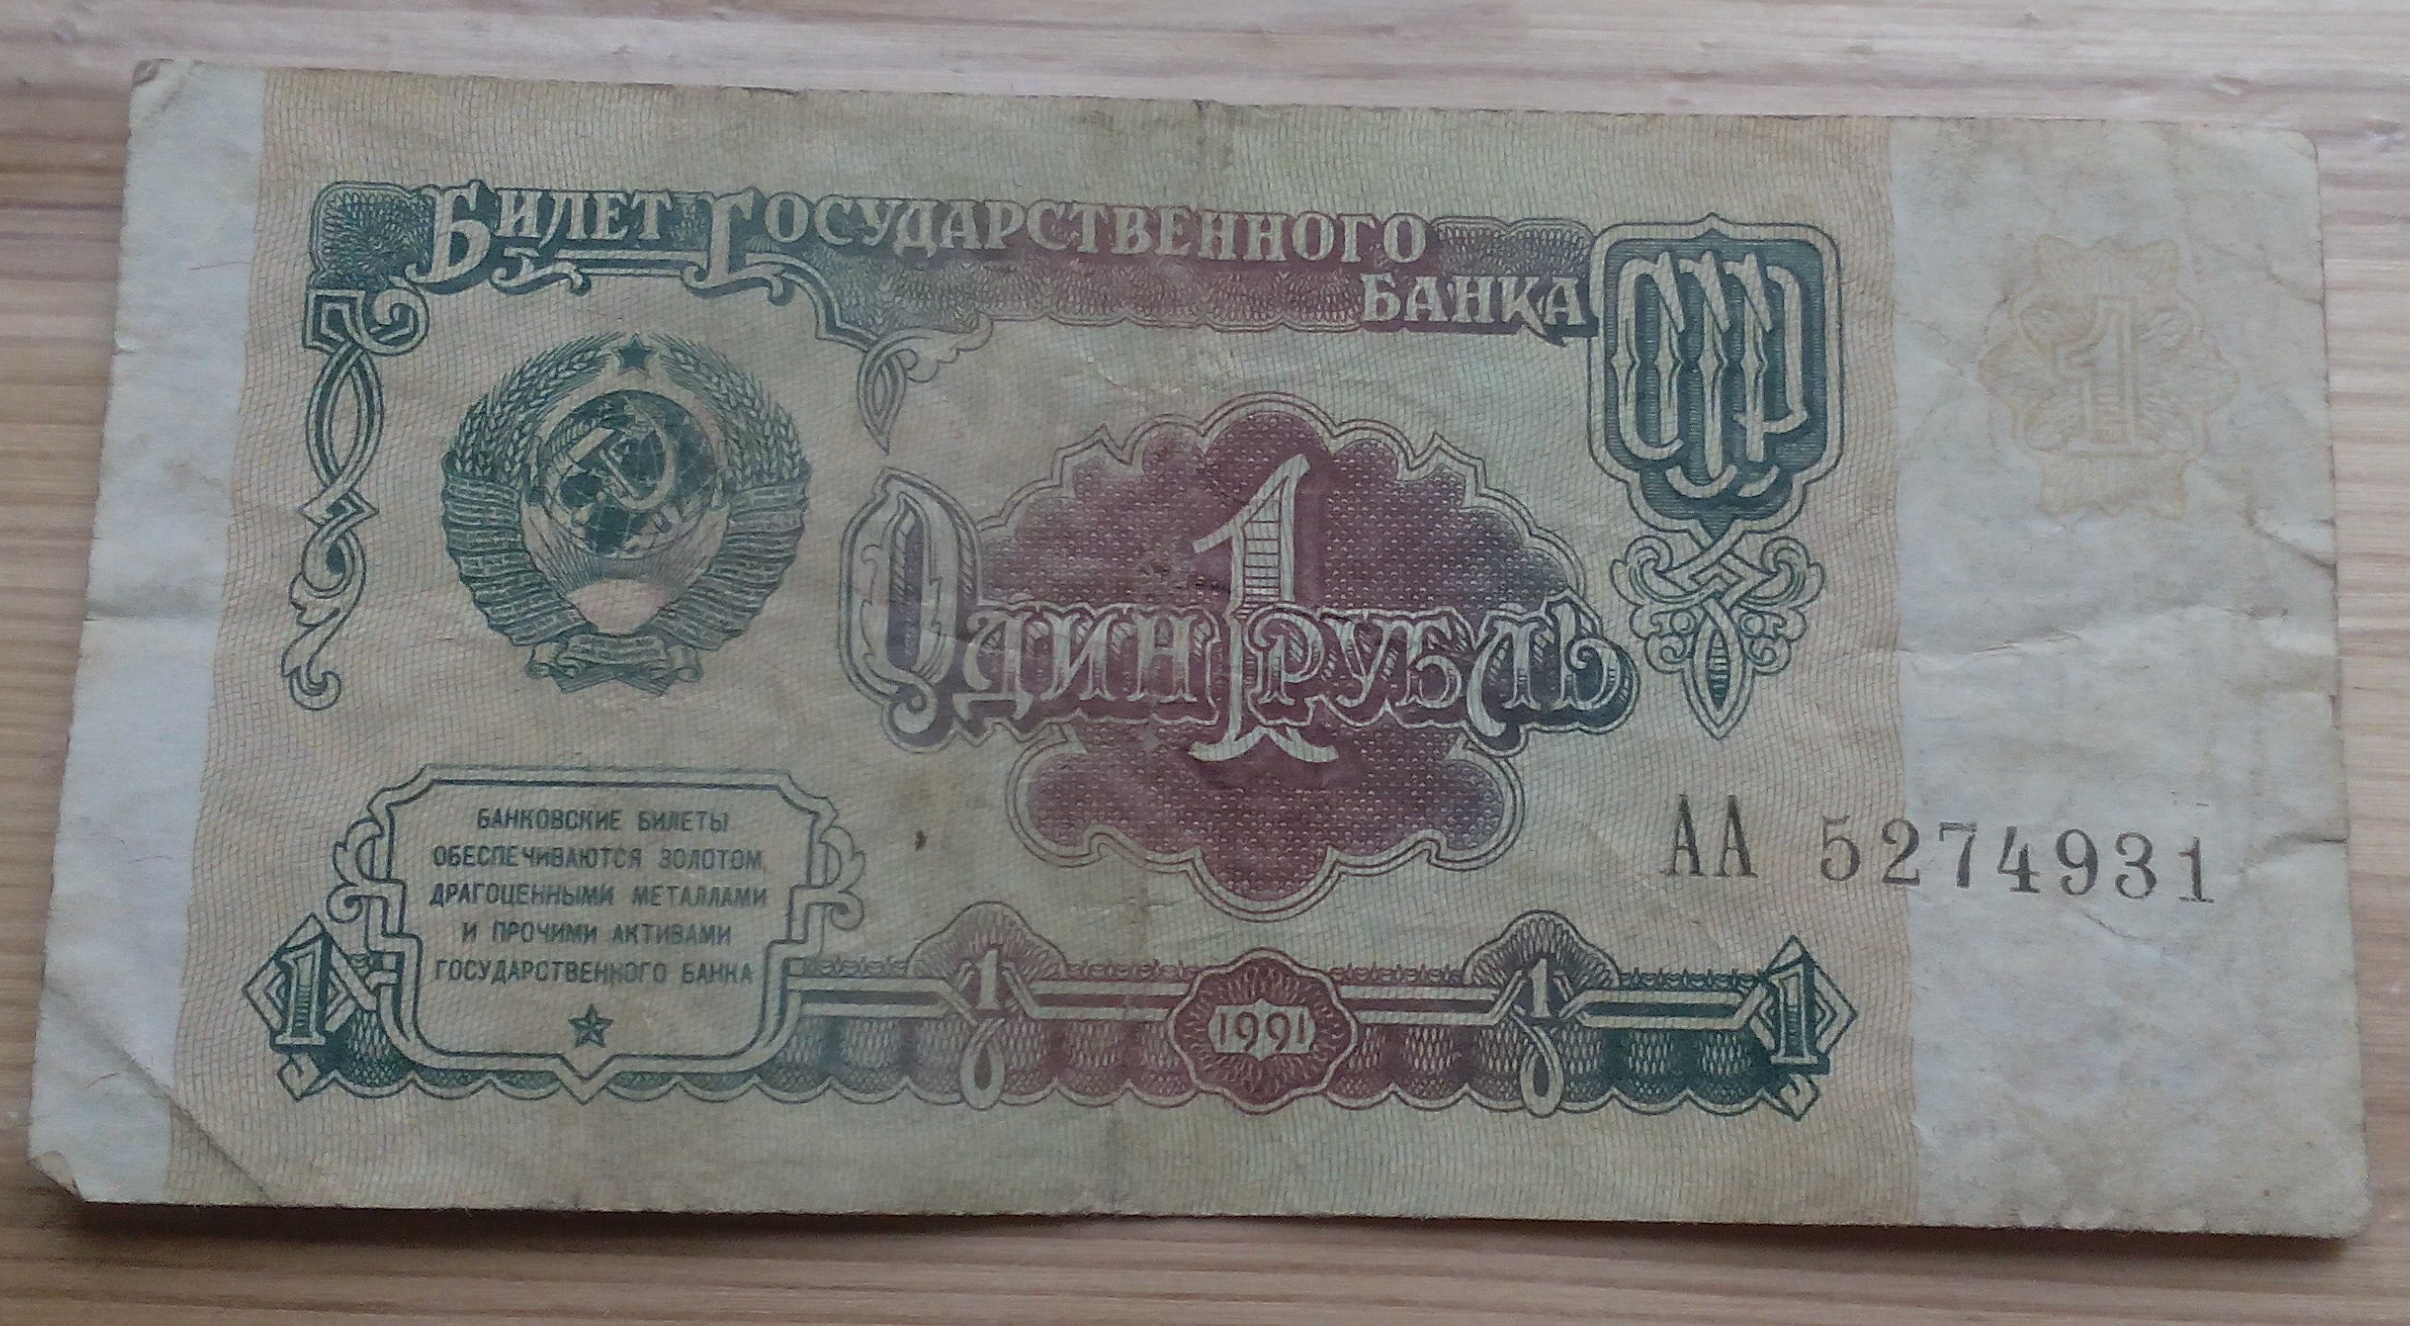 БИЛЕТ ГОСУДАРСТВЕННОГО
БАНКА
СССР
1
1
ОДИН РУБЛЬ
БАНКОВСКИЕ БИЛЕТЫ
ОБЕСПЕЧИВАЮТСЯ ЗОЛОТОМ,
ДРАГОЦЕННЫМИ МЕТАЛЛАМИ
И ПРОЧИМИ АКТИВАМИ
ГОСУДАРСТВЕННОГО БАНКА
АА 5274931
1 1 1991 1 1